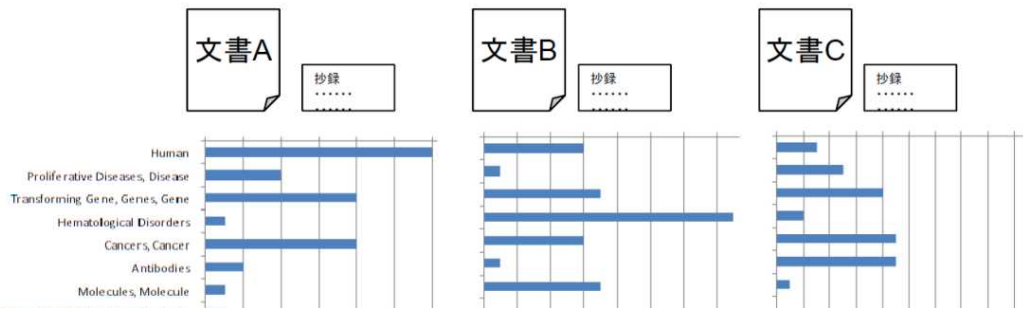 文書A
抄録
······
······
文書B
抄録
······
······
文書C
抄録
······
······
Human
Proliferative Diseases, Disease
Transforming Gene, Genes, Gene
Hematological Disorders
Cancers, Cancer
Antibodies
Molecules, Molecule